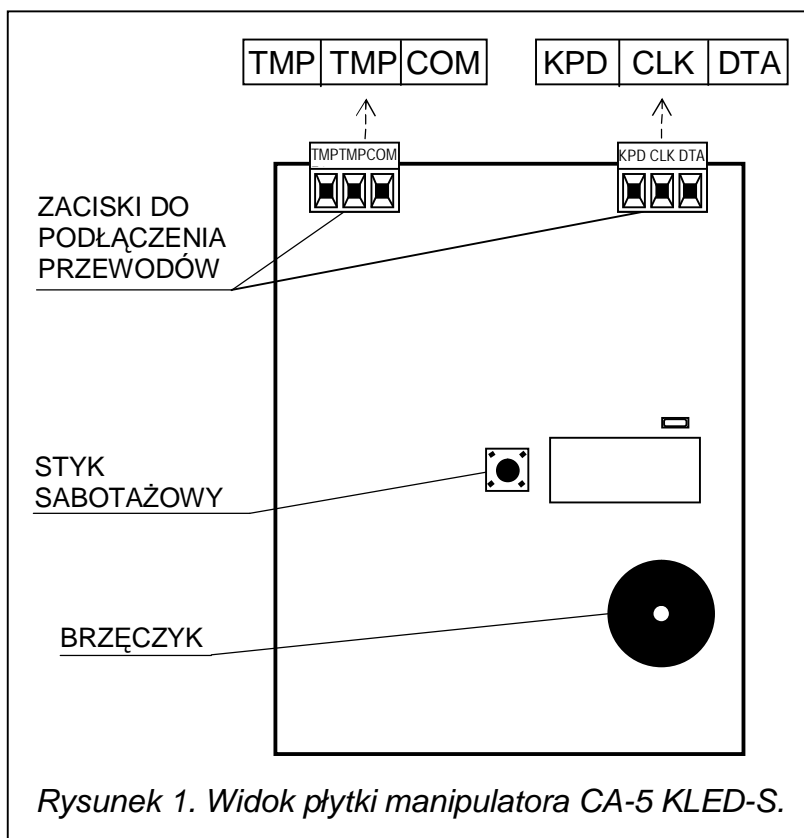 TMP TMP COM KPD CLK DTA
TMPTMPCOM KPD CLK DTA
ZACISKI DO
PODŁĄCZENIA
PRZEWODÓW
STYK
SABOTAŻOWY
BRZĘCZYK
Rysunek 1. Widok płytki manipulatora CA-5 KLED-S.